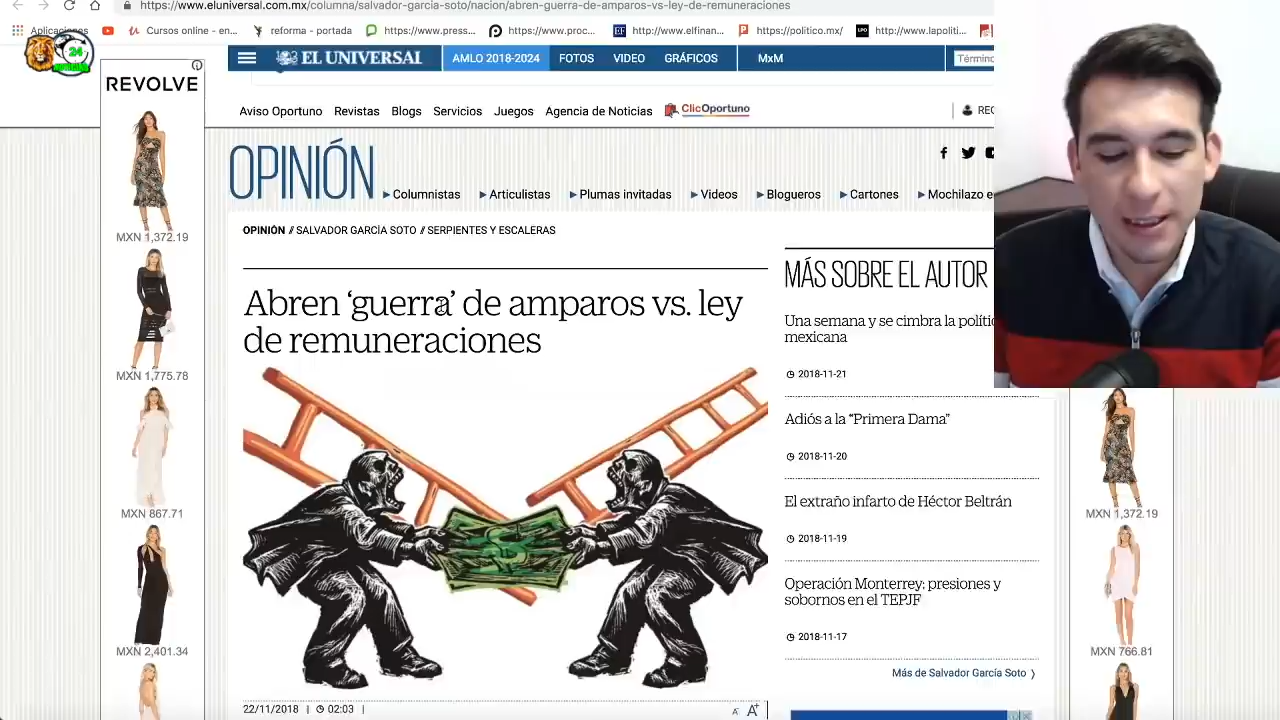 https://www.eluniversal.com.mx/columna/salvador-garcia-soto/nacion/abren-guerra-de-amparos-vs-ley-de-remuneraciones
Aplicaciones
Cursos online - en...
reforma - portada
https://www.press...
https://www.proc...
http://www.elfinan...
https://politico.mx/
http://www.lapoliti...
24
NOTICIAS
REVOLVE
EL UNIVERSAL
AMLO 2018-2024
FOTOS
VIDEO
GRÁFICOS
MxM
Término
Aviso Oportuno
Revistas
Blogs
Servicios
Juegos
Agencia de Noticias
ClicOportuno
REG
OPINIÓN
Columnistas
Articulistas
Plumas invitadas
Videos
Blogueros
Cartones
Mochilazo e
OPINIÓN // SALVADOR GARCÍA SOTO // SERPIENTES Y ESCALERAS
Abren ‘guerra’ de amparos vs. ley
de remuneraciones
22/11/2018 | 02:03 |
A- A+
MÁS SOBRE EL AUTOR
Una semana y se cimbra la políti
mexicana
2018-11-21
Adiós a la “Primera Dama”
2018-11-20
El extraño infarto de Héctor Beltrán
2018-11-19
Operación Monterrey: presiones y
sobornos en el TEPJF
2018-11-17
Más de Salvador García Soto
MXN 1,372.19
MXN 1,775.78
MXN 867.71
MXN 2,401.34
MXN 1,372.19
MXN 766.81